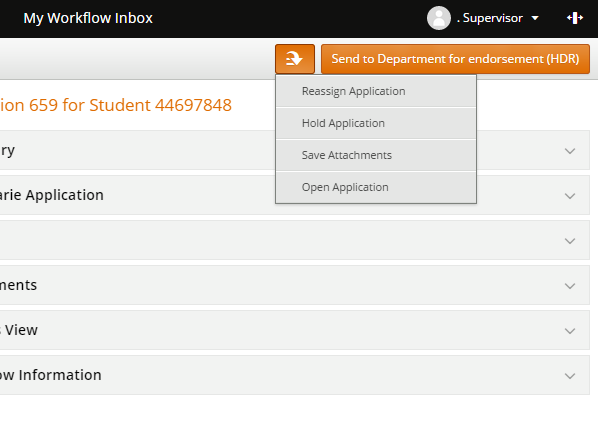 My Workflow Inbox
. Supervisor
Send to Department for endorsement (HDR)
Reassign Application
Hold Application
Save Attachments
Open Application
ion 659 for Student 44697848
ry
arie Application
ments
s View
ow Information